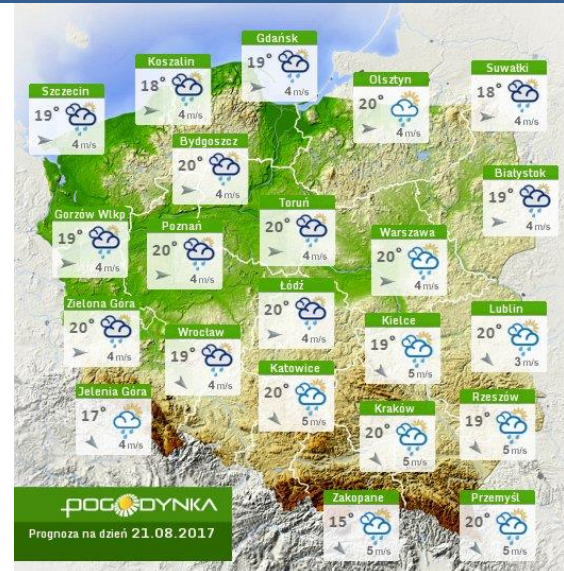 Gdańsk
19°
4 m/s
Koszalin
18°
4 m/s
Olsztyn
20°
4 m/s
Suwałki
18°
4 m/s
Szczecin
19°
4 m/s
Bydgoszcz
20°
4 m/s
Białystok
19°
4 m/s
Gorzów Wlkp
19°
4 m/s
Poznań
20°
4 m/s
Toruń
20°
4 m/s
Warszawa
20°
4 m/s
Zielona Góra
20°
4 m/s
Wrocław
19°
4 m/s
Łódź
20°
4 m/s
Kielce
19°
5 m/s
Lublin
20°
3 m/s
Jelenia Góra
17°
4 m/s
Katowice
20°
5 m/s
Kraków
20°
5 m/s
Rzeszów
19°
5 m/s
Zakopane
15°
5 m/s
Przemyśl
20°
5 m/s
POGODYNKA
Prognoza na dzień 21.08.2017